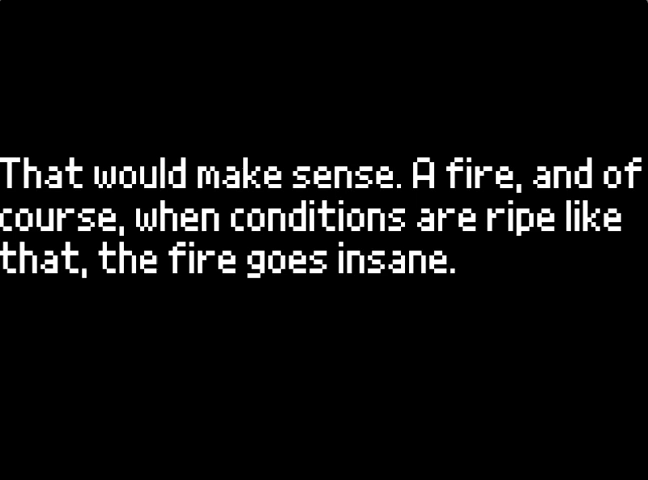 That would make sense. A fire, and of
course, when conditions are ripe like
that, the fire goes insane.